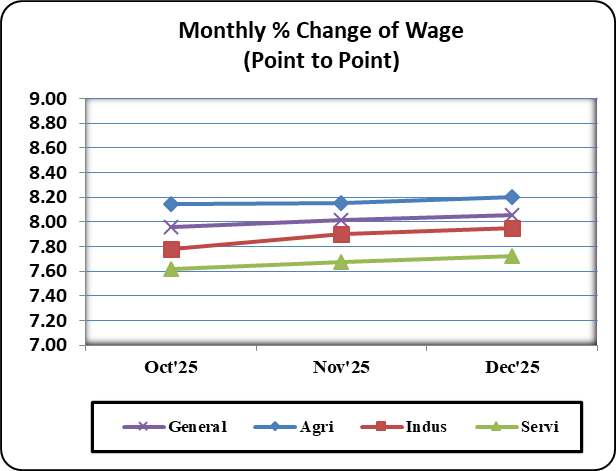 Monthly % Change of Wage
(Point to Point)
9.00
8.80
8.60
8.40
8.20
8.00
7.80
7.60
7.40
7.20
7.00
Oct'25 Nov'25 Dec'25
General Agri Indus Servi